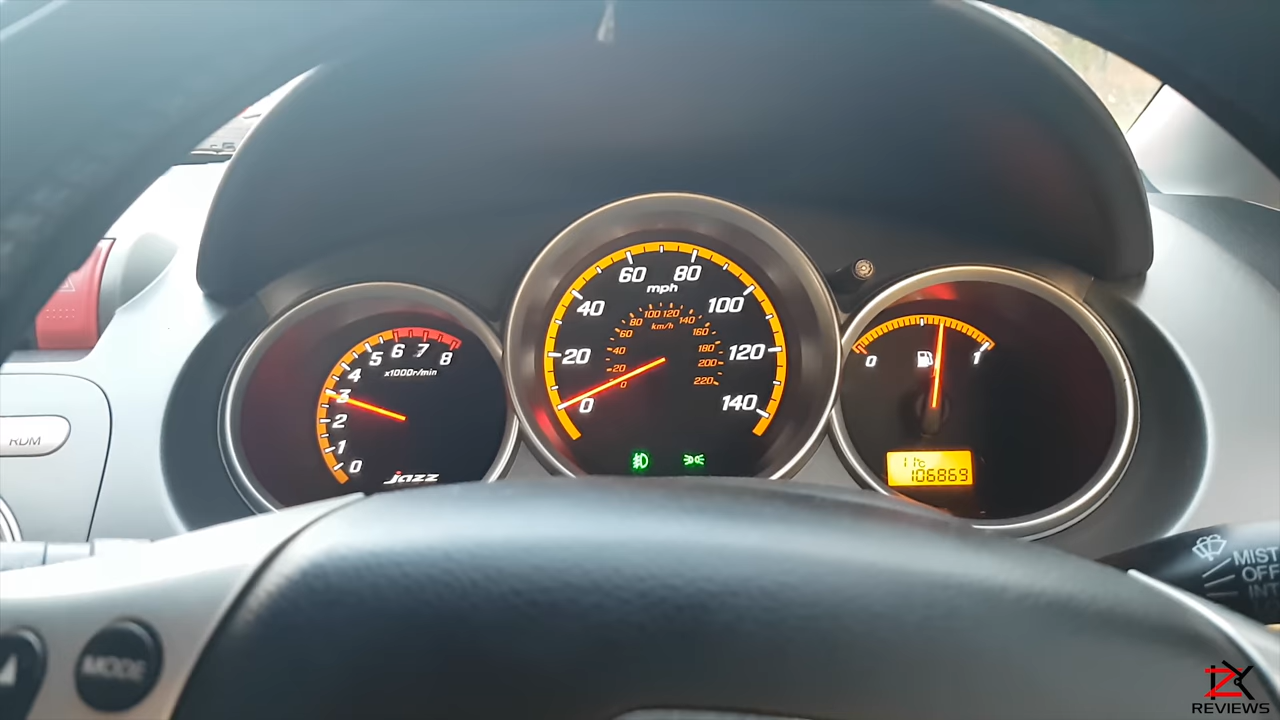 60 80
mph
40 100
100 120
80 140
km/h
60 160
20 40 180 120
20 200
0 220
0 140
5 6 7 8
x1000r/min
4
3
2
1
0
jazz
0 1
11°C
106869
RDM
MODE
MIST
OFF
INT
REVIEWS